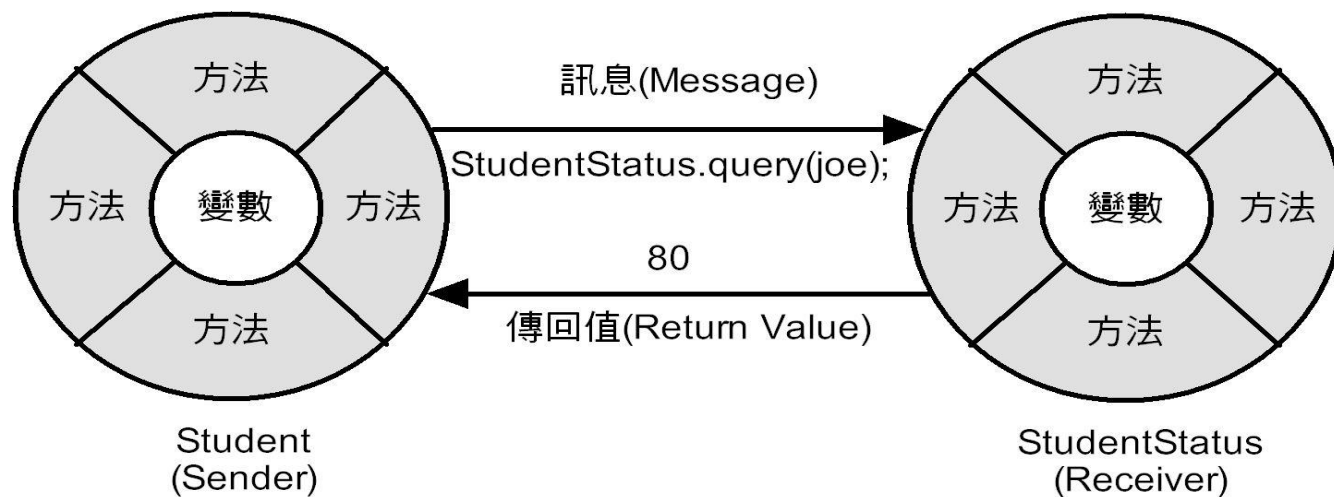 方法
方法
變數
方法
方法
Student
(Sender)
訊息(Message)
StudentStatus.query(joe);
80
傳回值(Return Value)
方法
方法
變數
方法
方法
StudentStatus
(Receiver)